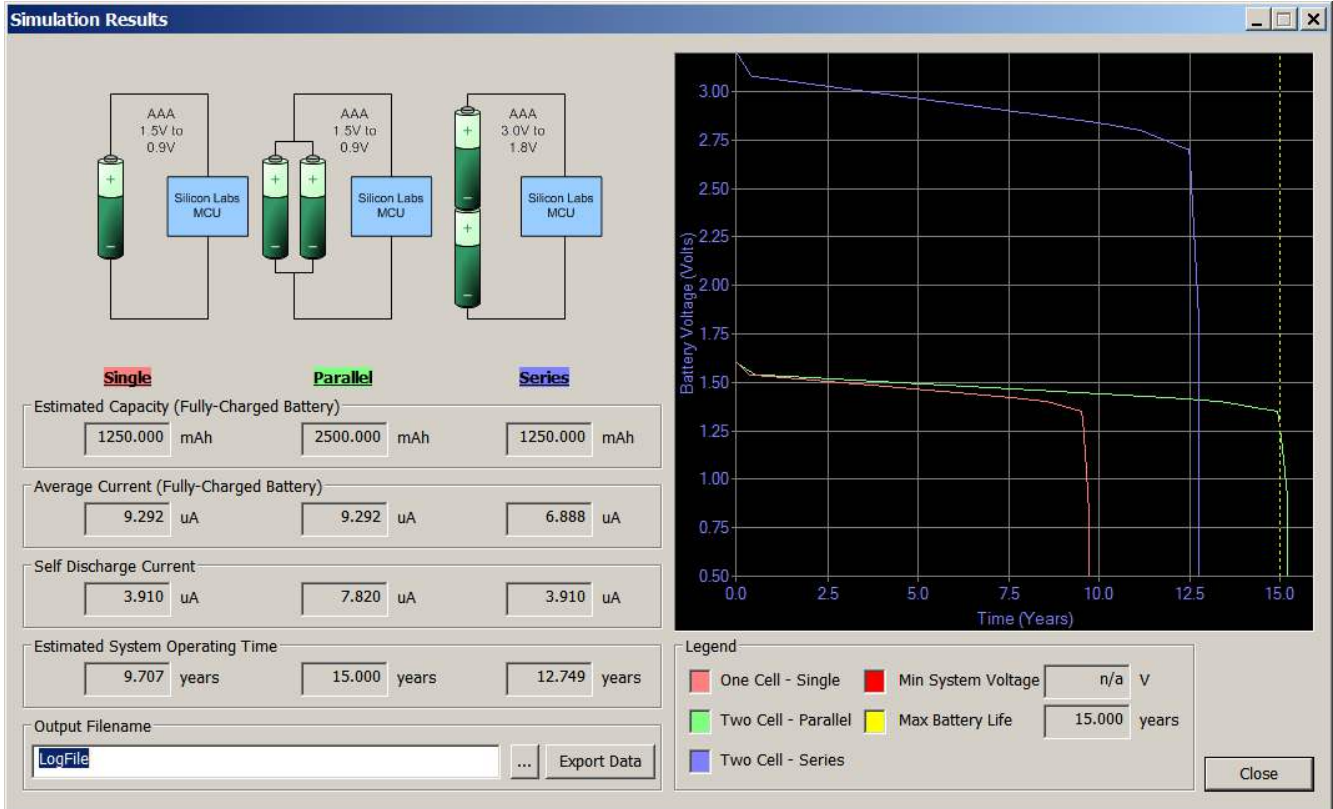 Simulation Results
AAA
1.5V to
0.9V
+
Silicon Labs
MCU
−
AAA
1.5V to
0.9V
+ +
Silicon Labs
MCU
− −
AAA
3.0V to
1.8V
+
−
+
Silicon Labs
MCU
−
Single Parallel Series
Estimated Capacity (Fully-Charged Battery)
1250.000 mAh 2500.000 mAh 1250.000 mAh
Average Current (Fully-Charged Battery)
9.292 uA 9.292 uA 6.888 uA
Self Discharge Current
3.910 uA 7.820 uA 3.910 uA
Estimated System Operating Time
9.707 years 15.000 years 12.749 years
Output Filename
LogFile ... Export Data
Battery Voltage (Volts)
3.00
2.75
2.50
2.25
2.00
1.75
1.50
1.25
1.00
0.75
0.50
0.0 2.5 5.0 7.5 10.0 12.5 15.0
Time (Years)
Legend
One Cell - Single Min System Voltage n/a V
Two Cell - Parallel Max Battery Life 15.000 years
Two Cell - Series
Close